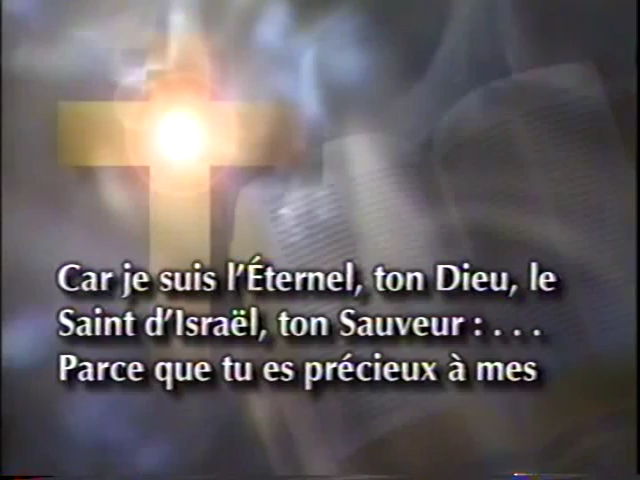 Car je suis l'Éternel, ton Dieu, le
Saint d'Israël, ton Sauveur : . . .
Parce que tu es précieux à mes